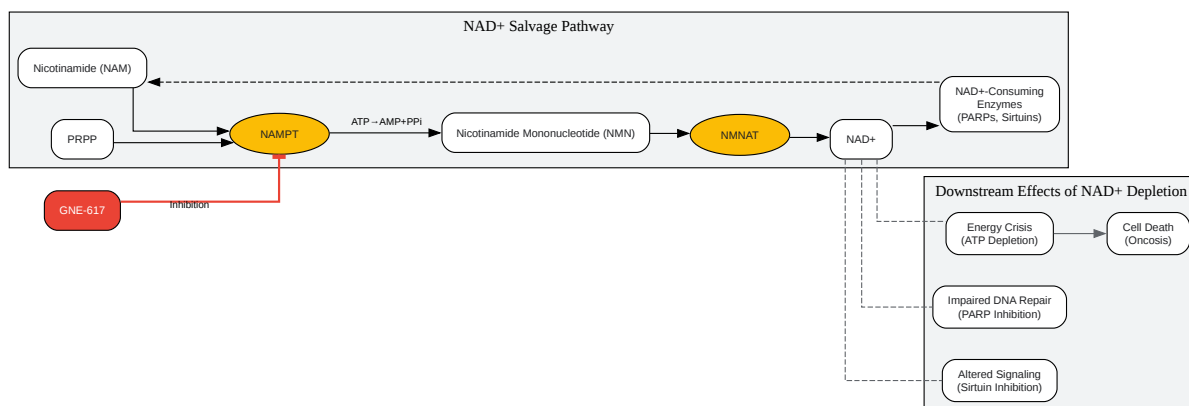 NAD+ Salvage Pathway
Nicotinamide (NAM)
PRPP
NAMPT
ATP→AMP+PPi
Nicotinamide Mononucleotide (NMN)
NMNAT
NAD+
NAD+-Consuming
Enzymes
(PARPs, Sirtuins)
GNE-617
Inhibition
Downstream Effects of NAD+ Depletion
Energy Crisis
(ATP Depletion)
Cell Death
(Oncosis)
Impaired DNA Repair
(PARP Inhibition)
Altered Signaling
(Sirtuin Inhibition)